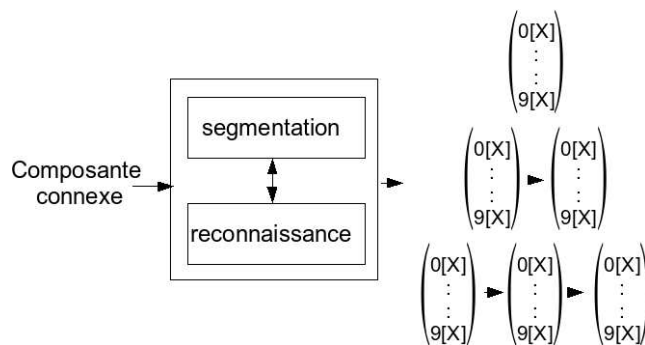 Composante
connexe
segmentation
reconnaissance
0[X]
:
.
9[X]
0[X] 0[X]
: :
. .
9[X] 9[X]
0[X] 0[X] 0[X]
: : :
. . .
9[X] 9[X] 9[X]